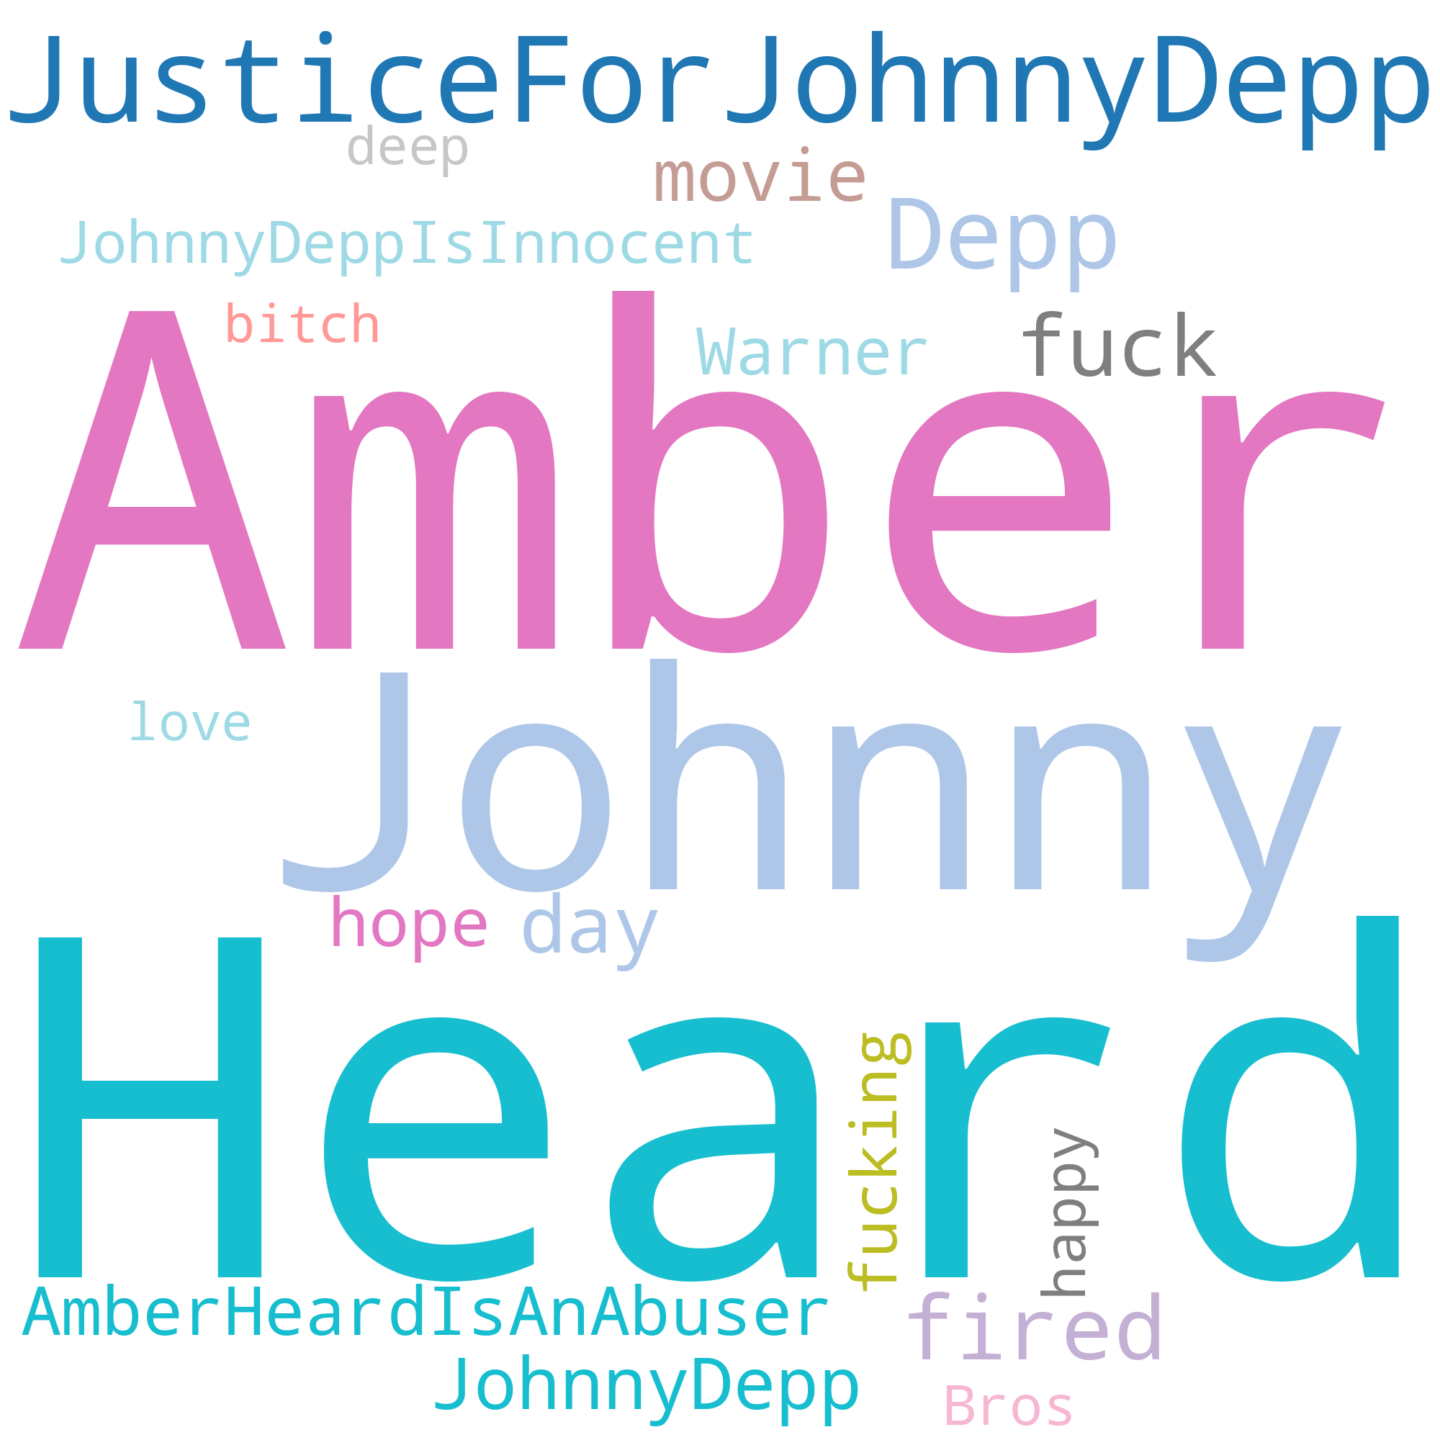 JusticeForJohnnyDepp
deep
movie
JohnnyDeppIsInnocent
Depp
bitch
Warner
fuck
Amber
love
Johnny
hope
day
Heard
fucking
happy
AmberHeardIsAnAbuser
fired
JohnnyDepp
Bros